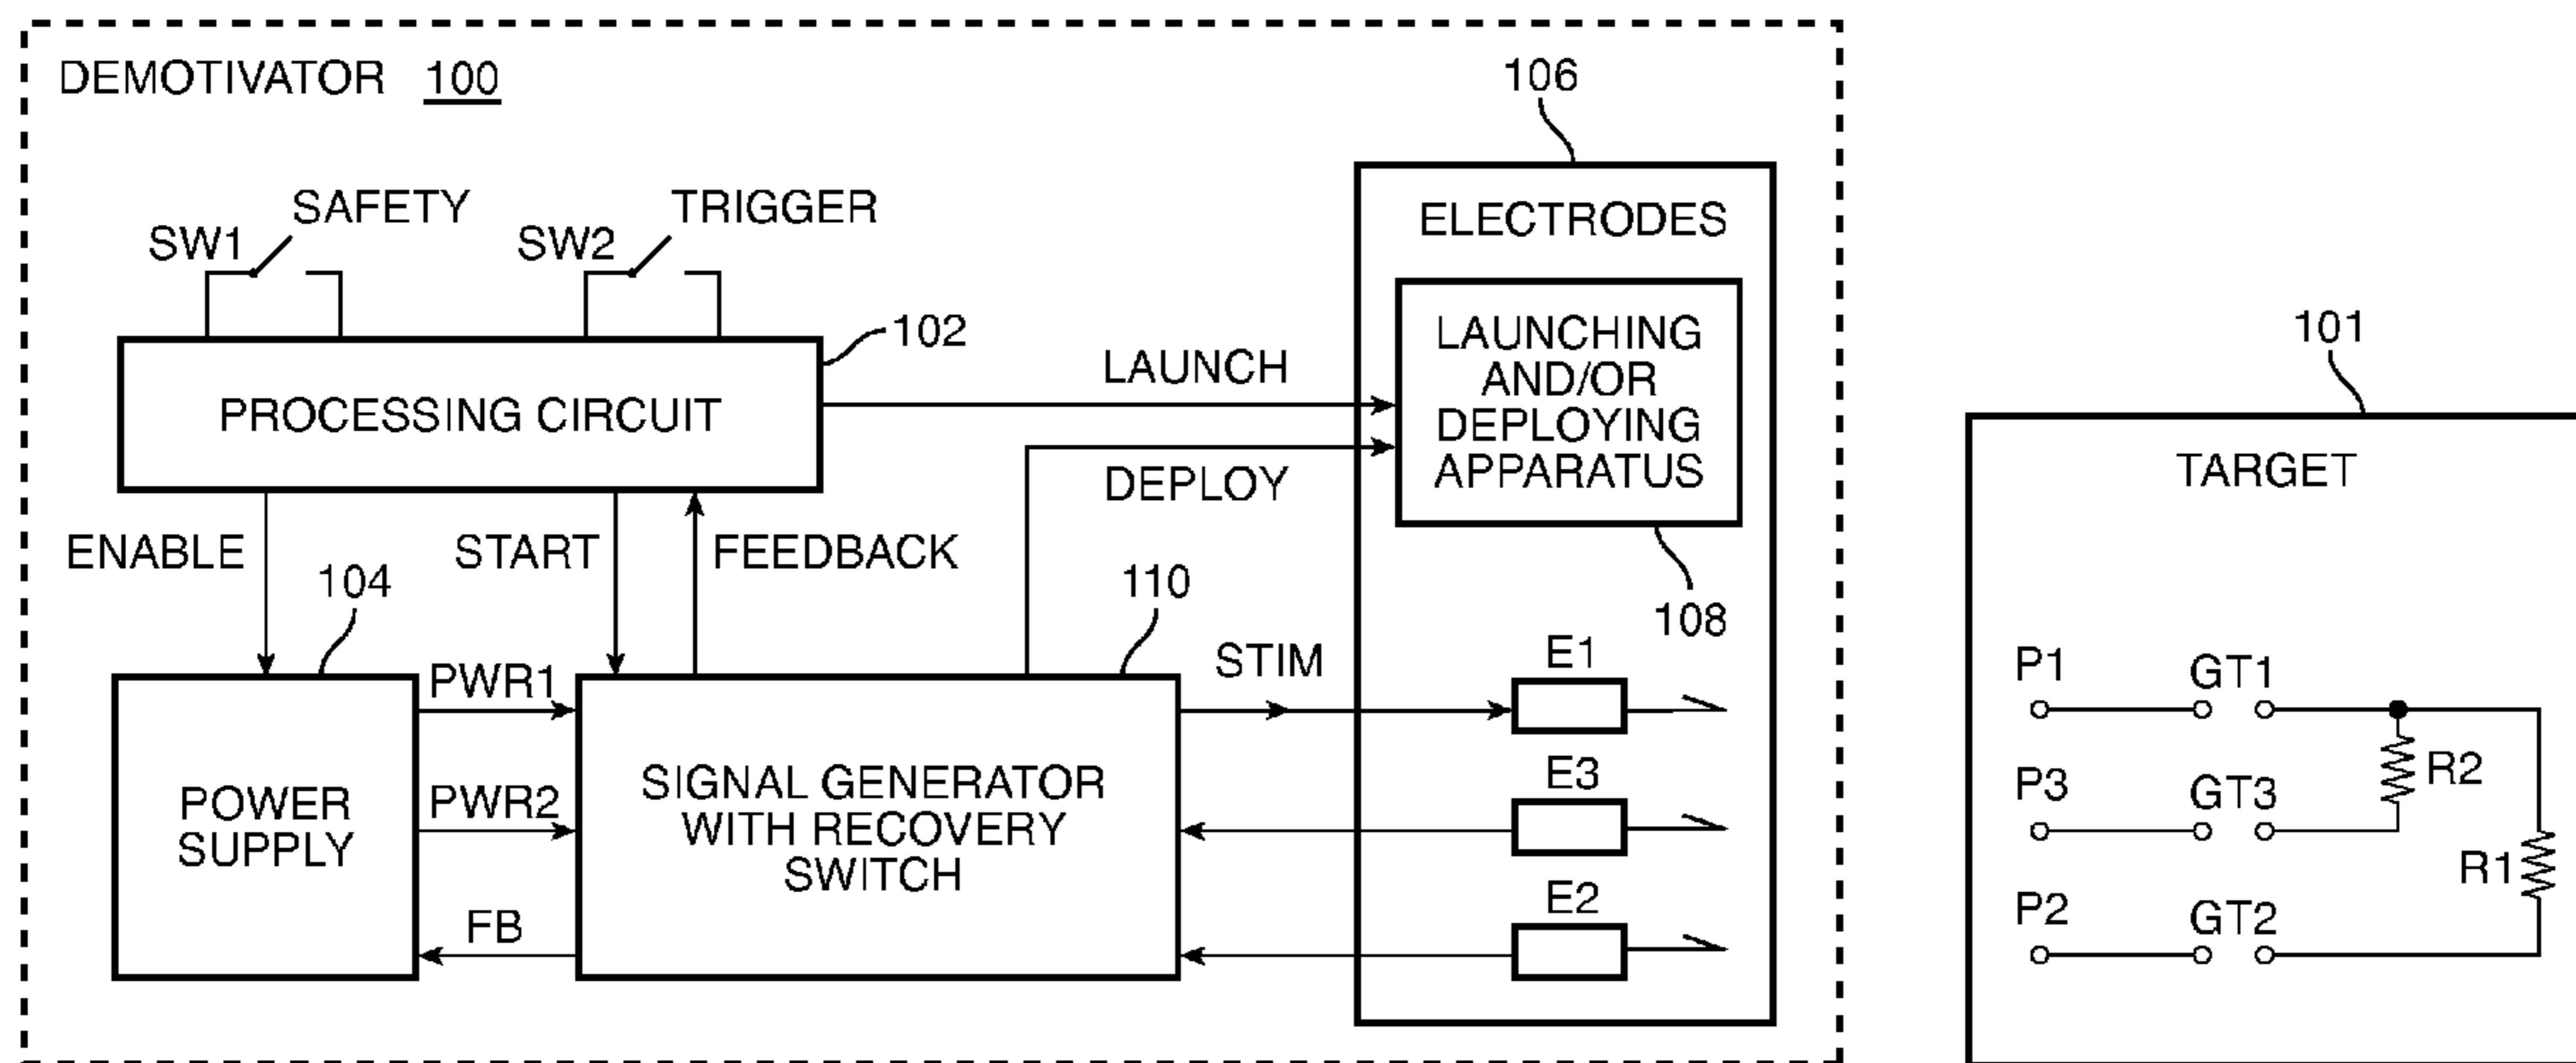 DEMOTIVATOR 100
106
SAFETY
TRIGGER
SW1
SW2
ELECTRODES
102
PROCESSING CIRCUIT
LAUNCH
DEPLOY
LAUNCHING
AND/OR
DEPLOYING
APPARATUS
101
TARGET
ENABLE
START
FEEDBACK
104
110
108
PWR1
PWR2
FB
POWER
SUPPLY
SIGNAL GENERATOR
WITH RECOVERY
SWITCH
STIM
E1
E3
E2
P1
GT1
P3
GT3
R2
R1
P2
GT2